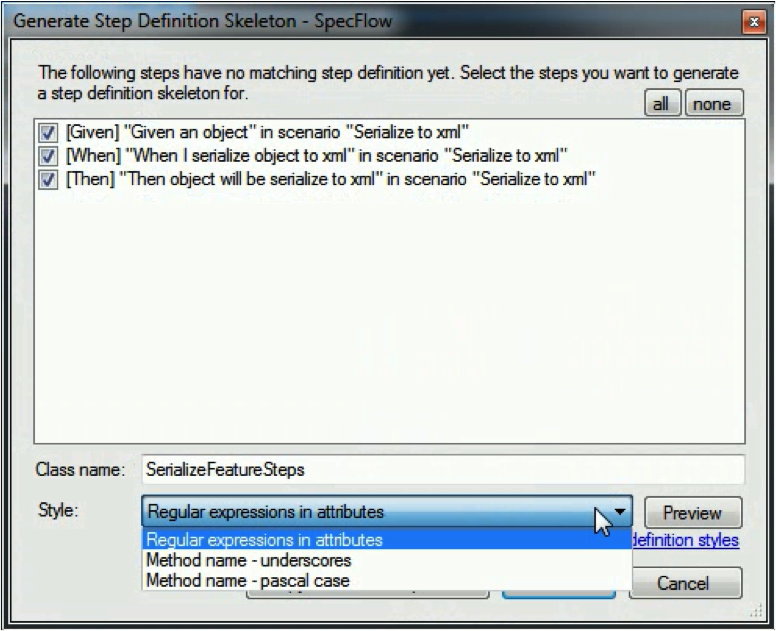 Generate Step Definition Skeleton - SpecFlow
The following steps have no matching step definition yet. Select the steps you want to generate
a step definition skeleton for.
all none
[Given] "Given an object" in scenario "Serialize to xml"
[When] "When I serialize object to xml" in scenario "Serialize to xml"
[Then] "Then object will be serialize to xml" in scenario "Serialize to xml"
Class name: SerializeFeatureSteps
Style: Regular expressions in attributes Preview
Regular expressions in attributes definition styles
Method name - underscores
Method name - pascal case
Cancel